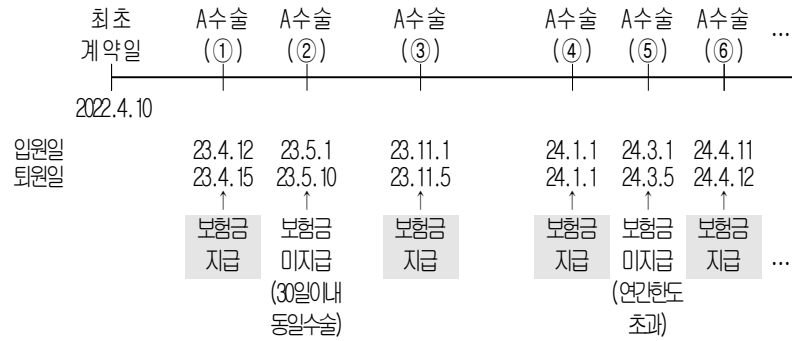 최초 A수술 A수술 A수술 A수술 A수술 A수술 …
계약일 (①) (②) (③) (④) (⑤) (⑥)
2022.4.10
입원일 23.4.12 23.5.1 23.11.1 24.1.1 24.3.1 24.4.11
퇴원일 23.4.15 23.5.10 23.11.5 24.1.1 24.3.5 24.4.12
↑ ↑ ↑ ↑ ↑ ↑
보험금 보험금 보험금 보험금 보험금 보험금
지급 미지급 지급 지급 미지급 지급 …
(30일이내 (연간한도
동일수술) 초과)